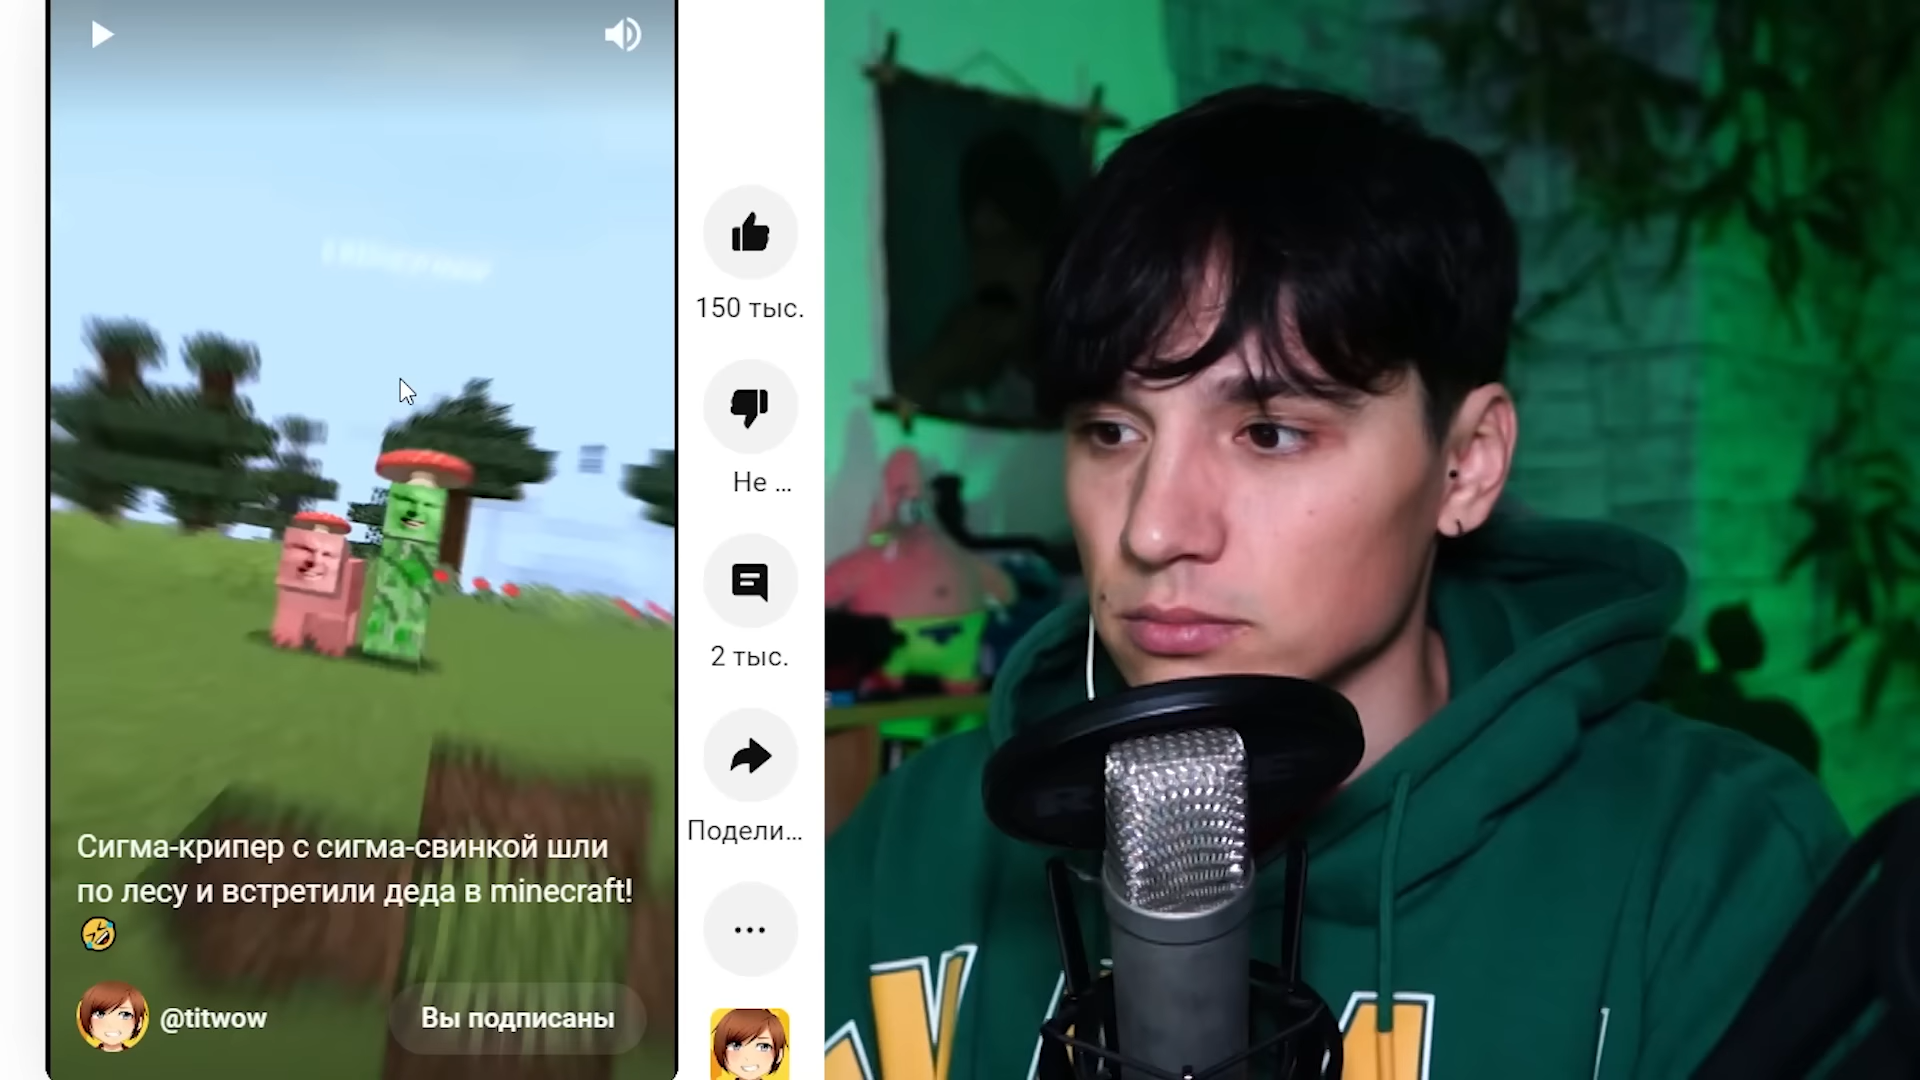 150 тыс.
Не ...
2 тыс.
Подели...
Сигма-крипер с сигма-свинкой шли
по лесу и встретили деда в minecraft!
@titwow
Вы подписаны